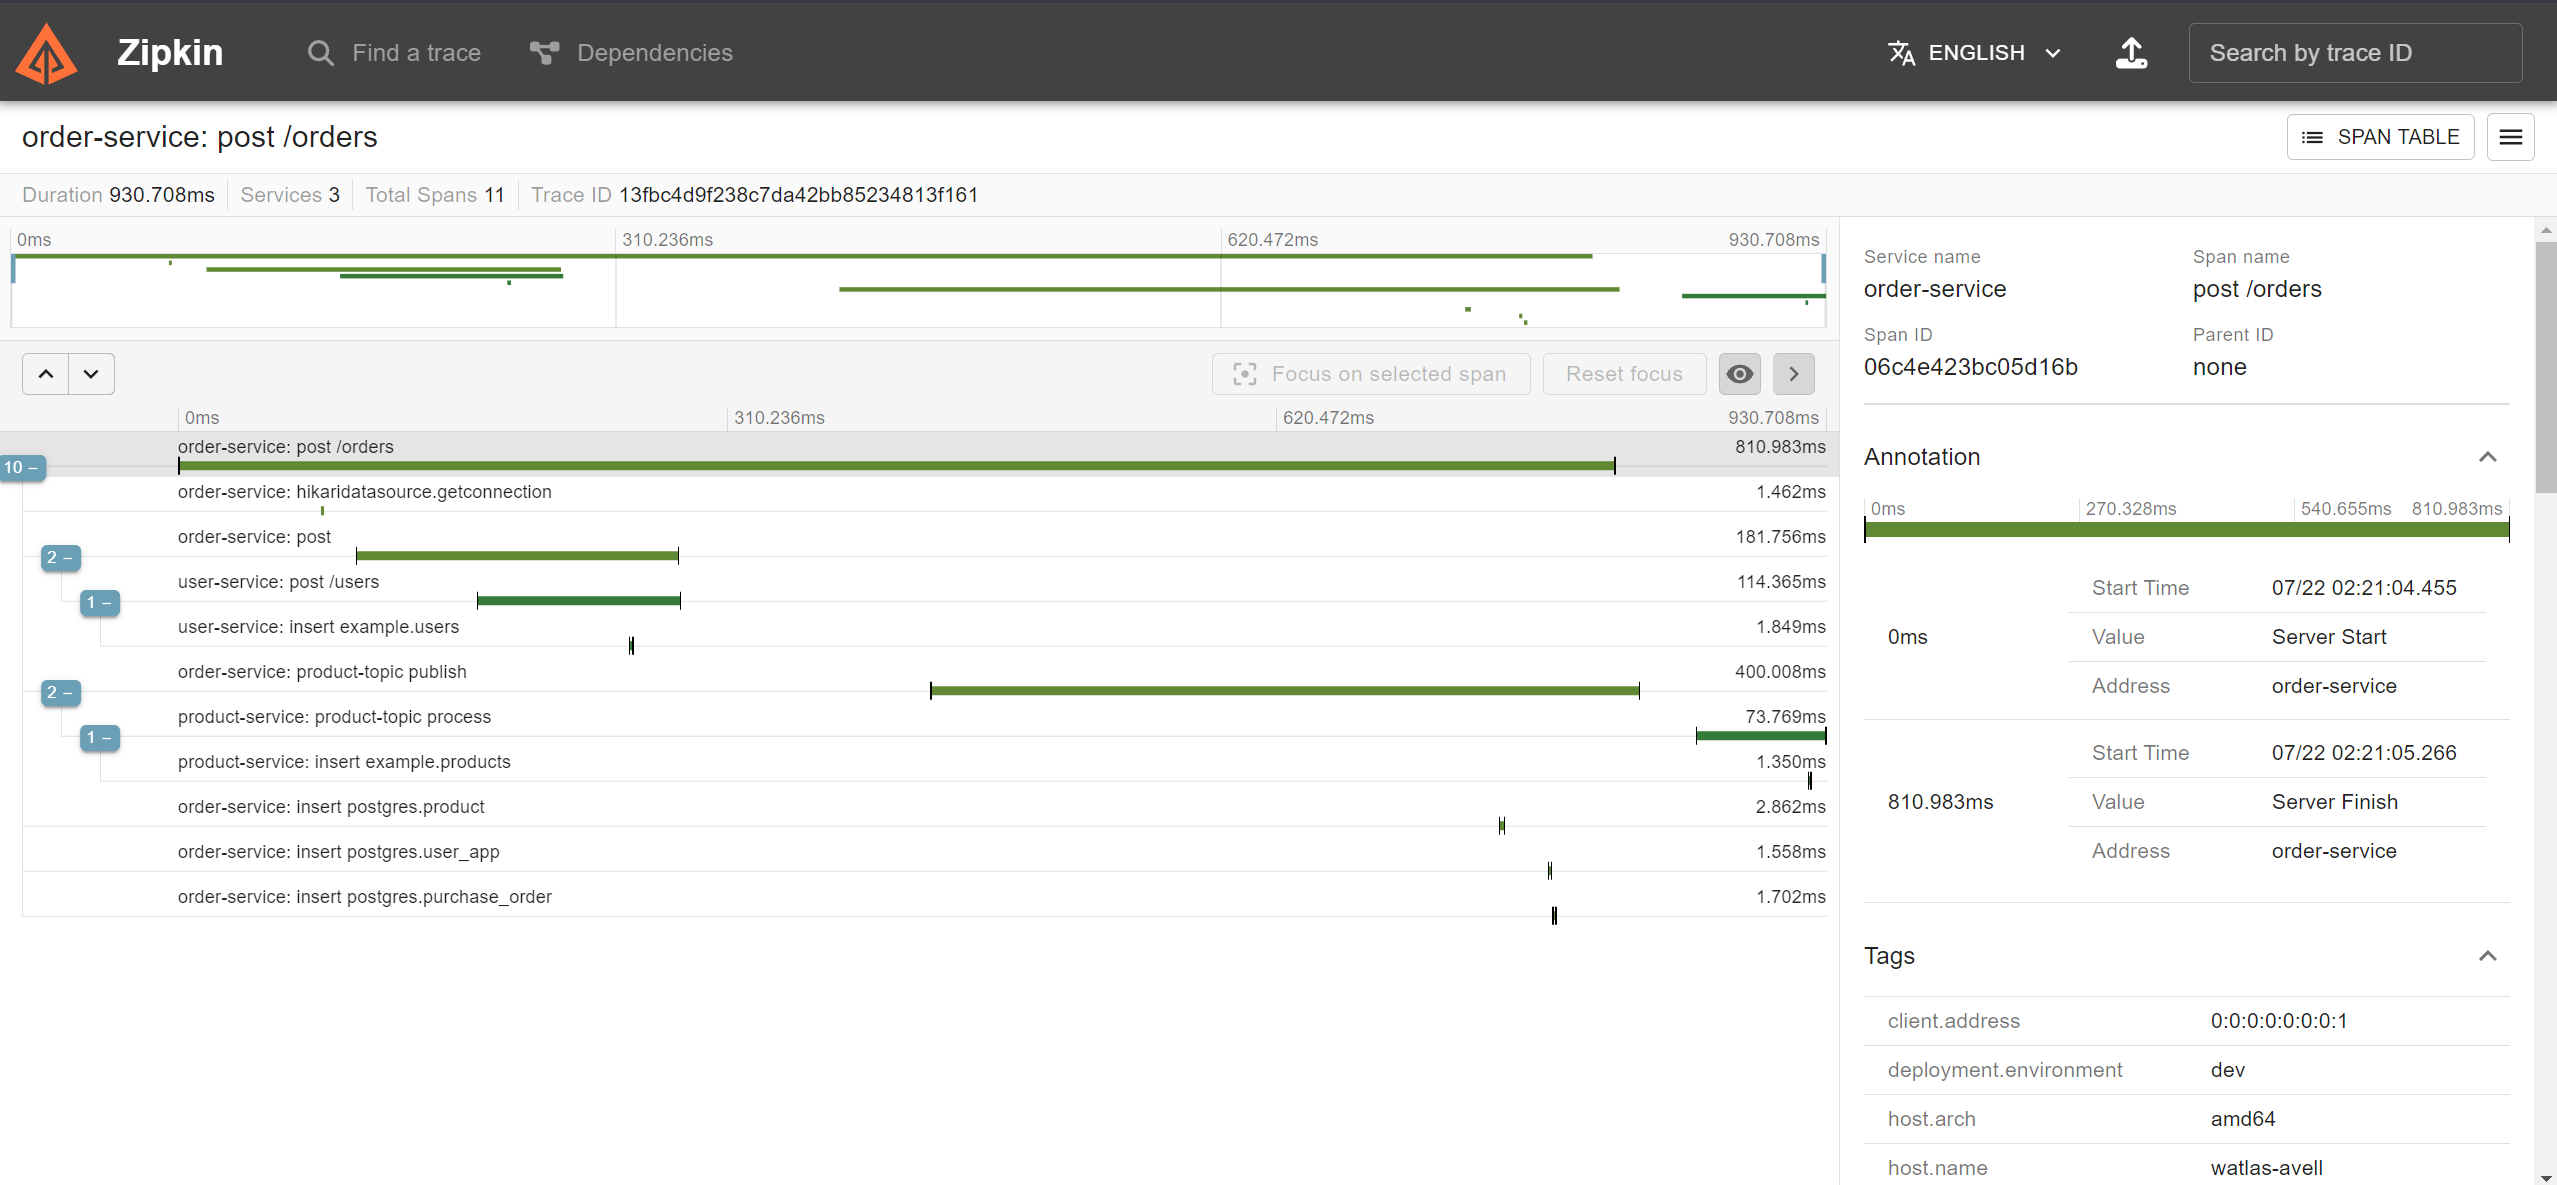 Zipkin
Find a trace
Dependencies
ENGLISH
Search by trace ID
order-service: post /orders
SPAN TABLE
Duration 930.708ms
Services 3
Total Spans 11
Trace ID 13fbc4d9f238c7da42bb85234813f161
0ms 310.236ms 620.472ms 930.708ms
Focus on selected span
Reset focus
0ms 310.236ms 620.472ms 930.708ms
order-service: post /orders 810.983ms
10 –
order-service: hikaridatasource.getconnection 1.462ms
order-service: post 181.756ms
2 –
user-service: post /users 114.365ms
1 –
user-service: insert example.users 1.849ms
order-service: product-topic publish 400.008ms
2 –
product-service: product-topic process 73.769ms
1 –
product-service: insert example.products 1.350ms
order-service: insert postgres.product 2.862ms
order-service: insert postgres.user_app 1.558ms
order-service: insert postgres.purchase_order 1.702ms
Service name Span name
order-service post /orders
Span ID Parent ID
06c4e423bc05d16b none
Annotation
0ms 270.328ms 540.655ms 810.983ms
0ms
Start Time 07/22 02:21:04.455
Value Server Start
Address order-service
810.983ms
Start Time 07/22 02:21:05.266
Value Server Finish
Address order-service
Tags
client.address 0:0:0:0:0:0:0:1
deployment.environment dev
host.arch amd64
host.name watlas-avell